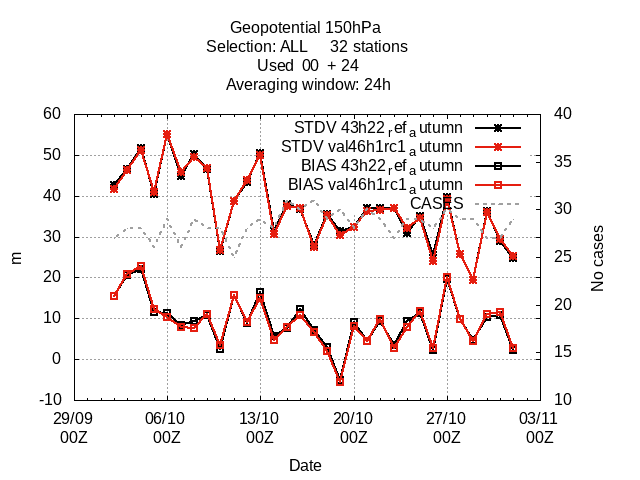 Geopotential 150hPa
Selection: ALL     32 stations
Used  00  + 24
Averaging window: 24h
STDV 43h22_ref_autumn
STDV val46h1rc1_autumn
BIAS 43h22_ref_autumn
BIAS val46h1rc1_autumn
CASES
60
50
40
30
20
10
0
-10
m
40
35
30
25
20
15
10
No cases
29/09 06/10 13/10 20/10 27/10 03/11
00Z 00Z 00Z 00Z 00Z 00Z
Date